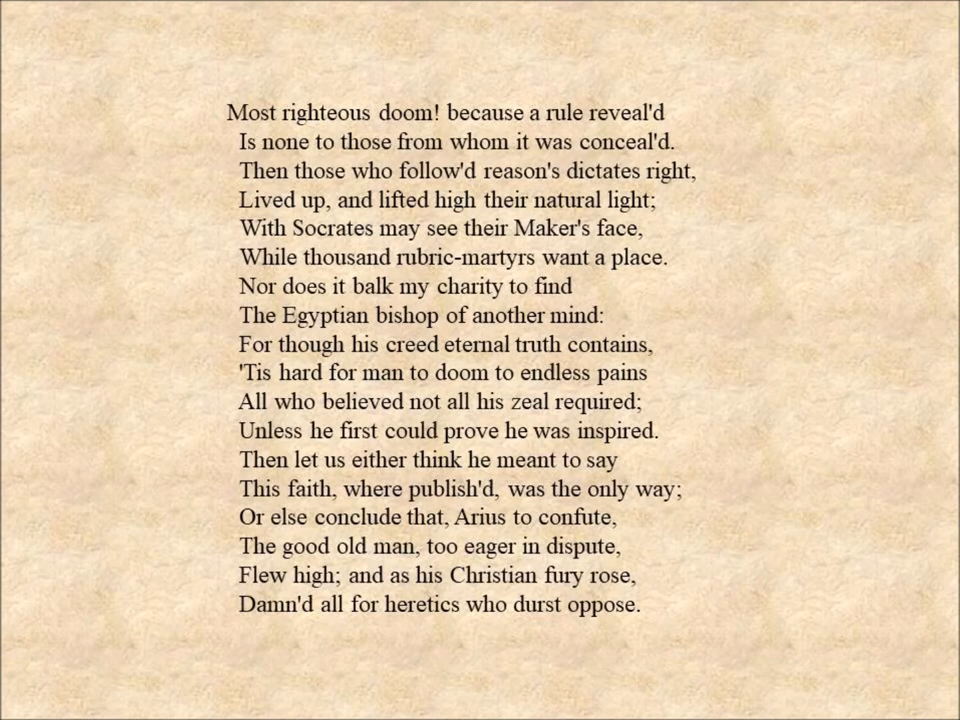 Most righteous doom! because a rule reveal'd
Is none to those from whom it was conceal'd.
Then those who follow'd reason's dictates right,
Lived up, and lifted high their natural light;
With Socrates may see their Maker's face,
While thousand rubric-martyrs want a place.
Nor does it balk my charity to find
The Egyptian bishop of another mind:
For though his creed eternal truth contains,
'Tis hard for man to doom to endless pains
All who believed not all his zeal required;
Unless he first could prove he was inspired.
Then let us either think he meant to say
This faith, where publish'd, was the only way;
Or else conclude that, Arius to confute,
The good old man, too eager in dispute,
Flew high; and as his Christian fury rose,
Damn'd all for heretics who durst oppose.